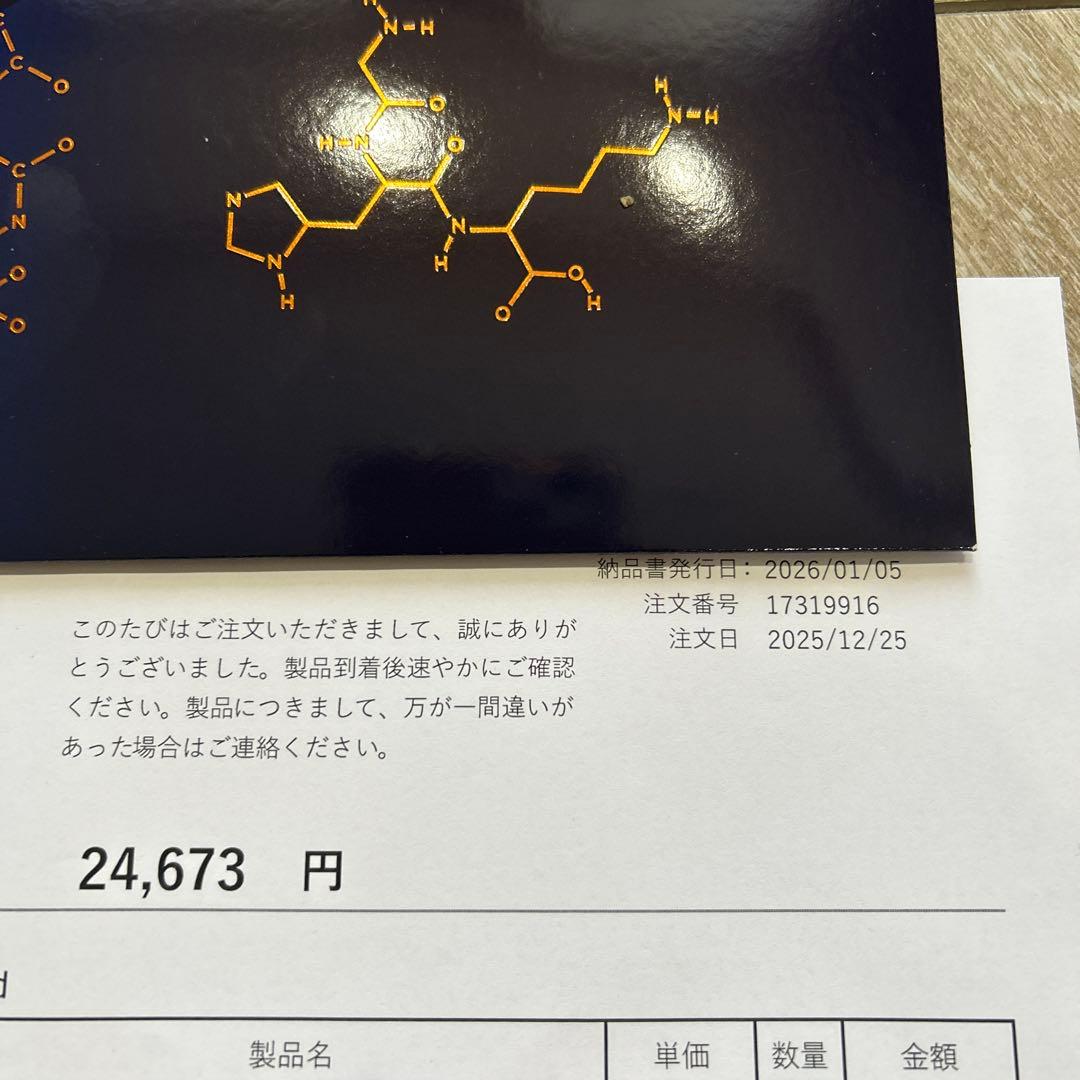 納品書発行日: 2026/01/05
注文番号 17319916
注文日 2025/12/25
このたびはご注文いただきまして、誠にありが
とうございました。製品到着後速やかにご確認
ください。製品につきまして、万が一間違いが
あった場合はご連絡ください。
24,673 円
d
製品名 単価 数量 金額